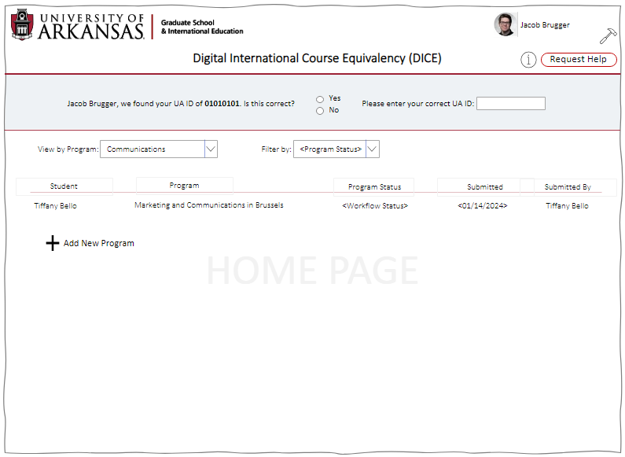 UNIVERSITY OF
ARKANSAS
Graduate School
& International Education
Jacob Brugger
Digital International Course Equivalency (DICE)
i Request Help
Jacob Brugger, we found your UA ID of 01010101. Is this correct? Yes Please enter your correct UA ID:
No
View by Program: Communications Filter by: <Program Status>
Student Program Program Status Submitted Submitted By
Tiffany Bello Marketing and Communications in Brussels <Workflow Status> <01/14/2024> Tiffany Bello
Add New Program
HOME PAGE